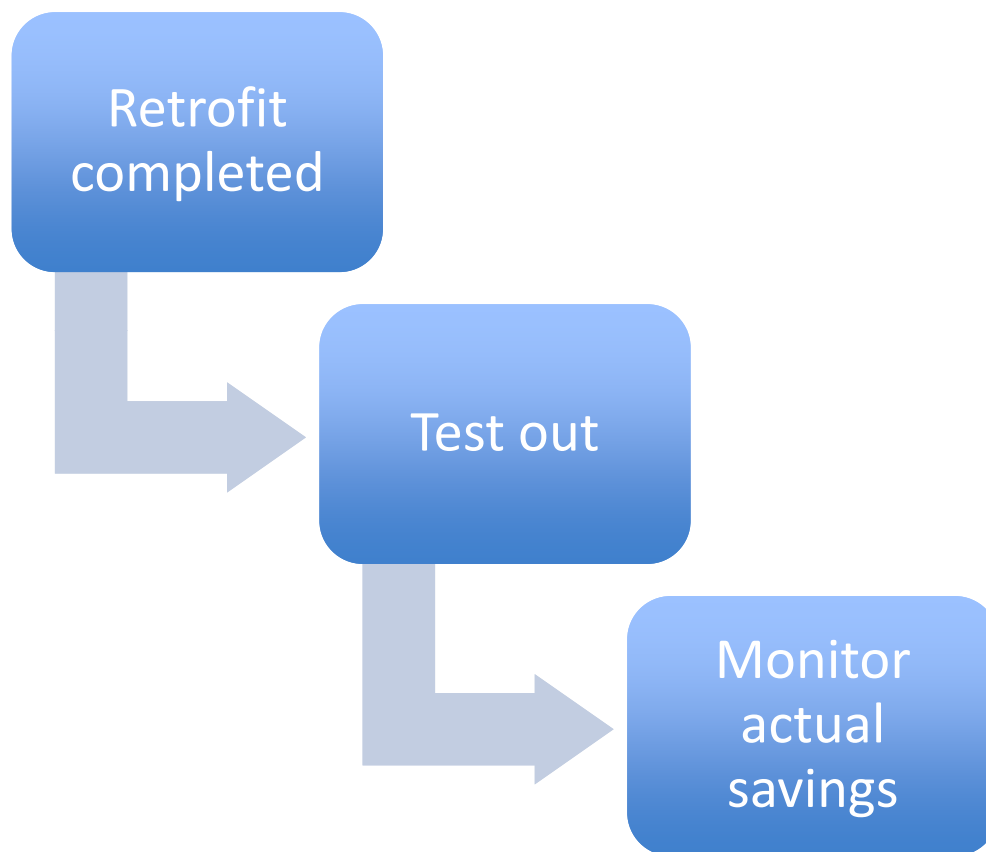 Retrofit
completed
Test out
Monitor
actual
savings